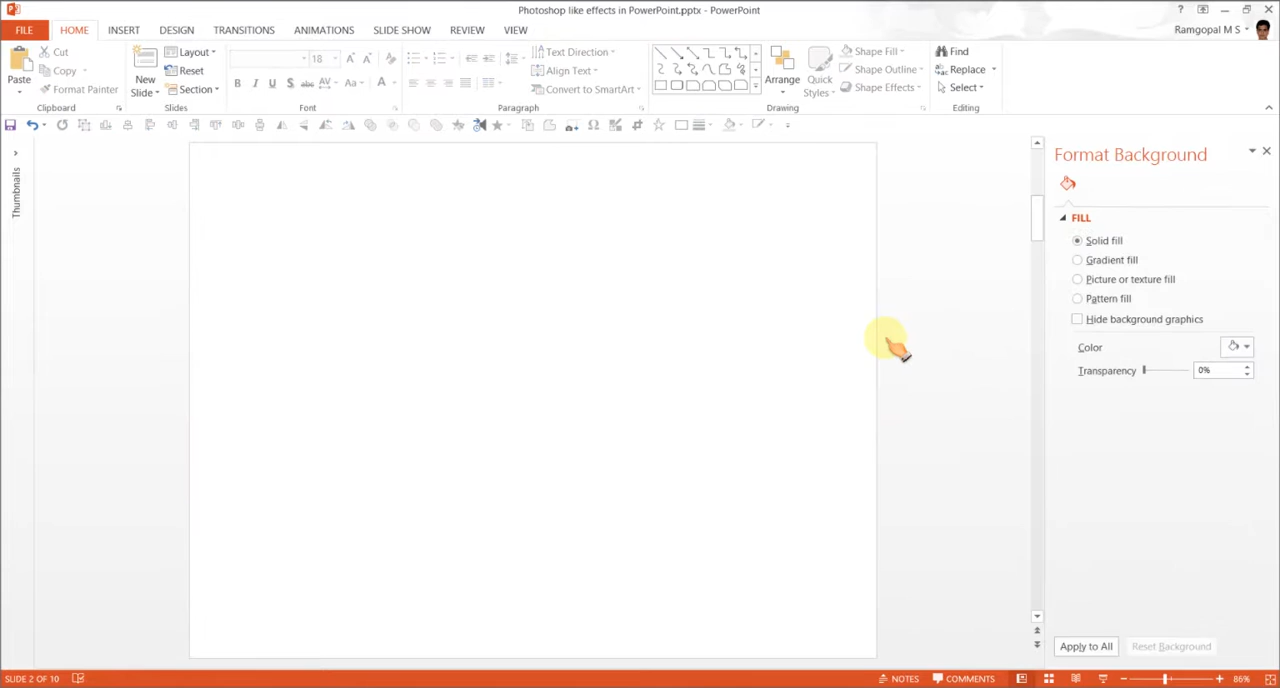 Photoshop like effects in PowerPoint.pptx - PowerPoint
FILE HOME INSERT DESIGN TRANSITIONS ANIMATIONS SLIDE SHOW REVIEW VIEW Ramgopal M S
Paste
Cut
Copy
Format Painter
Clipboard
New
Slide
Layout
Reset
Section
Slides
18
B I U S abc AV Aa A
Font
Text Direction
Align Text
Convert to SmartArt
Paragraph
Arrange
Quick
Styles
Shape Fill
Shape Outline
Shape Effects
Drawing
Find
Replace
Select
Editing
Thumbnails
Format Background
FILL
Solid fill
Gradient fill
Picture or texture fill
Pattern fill
Hide background graphics
Color
Transparency 0%
Apply to All Reset Background
SLIDE 2 OF 10 NOTES COMMENTS 86%